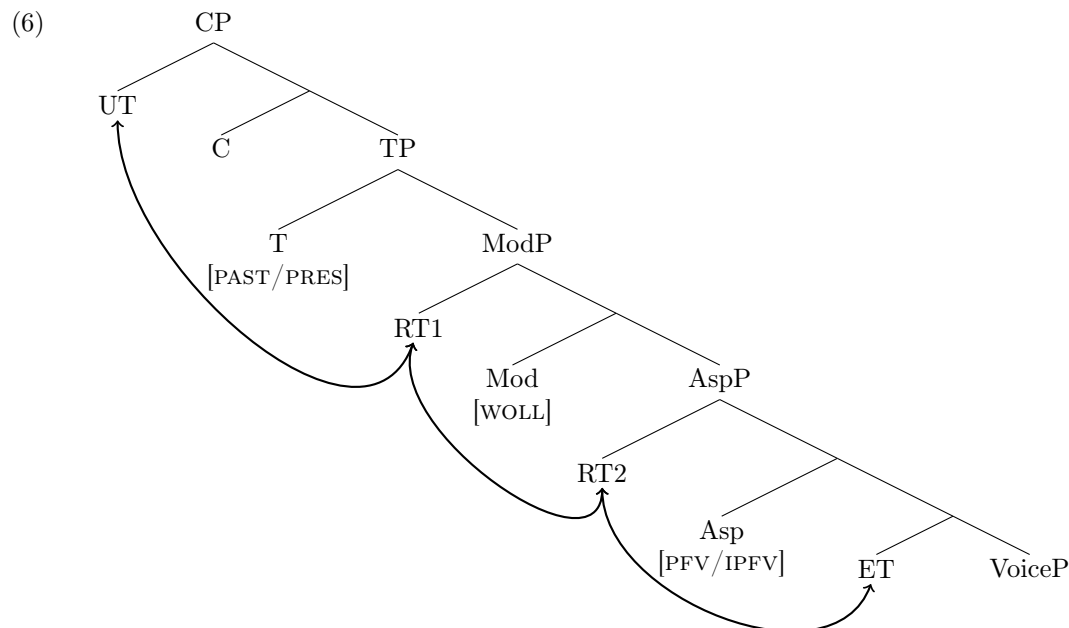 (6)
CP
UT
C
TP
T
[PAST/PRES]
ModP
RT1
Mod
[WOLL]
AspP
RT2
Asp
[PFV/IPFV]
ET
VoiceP